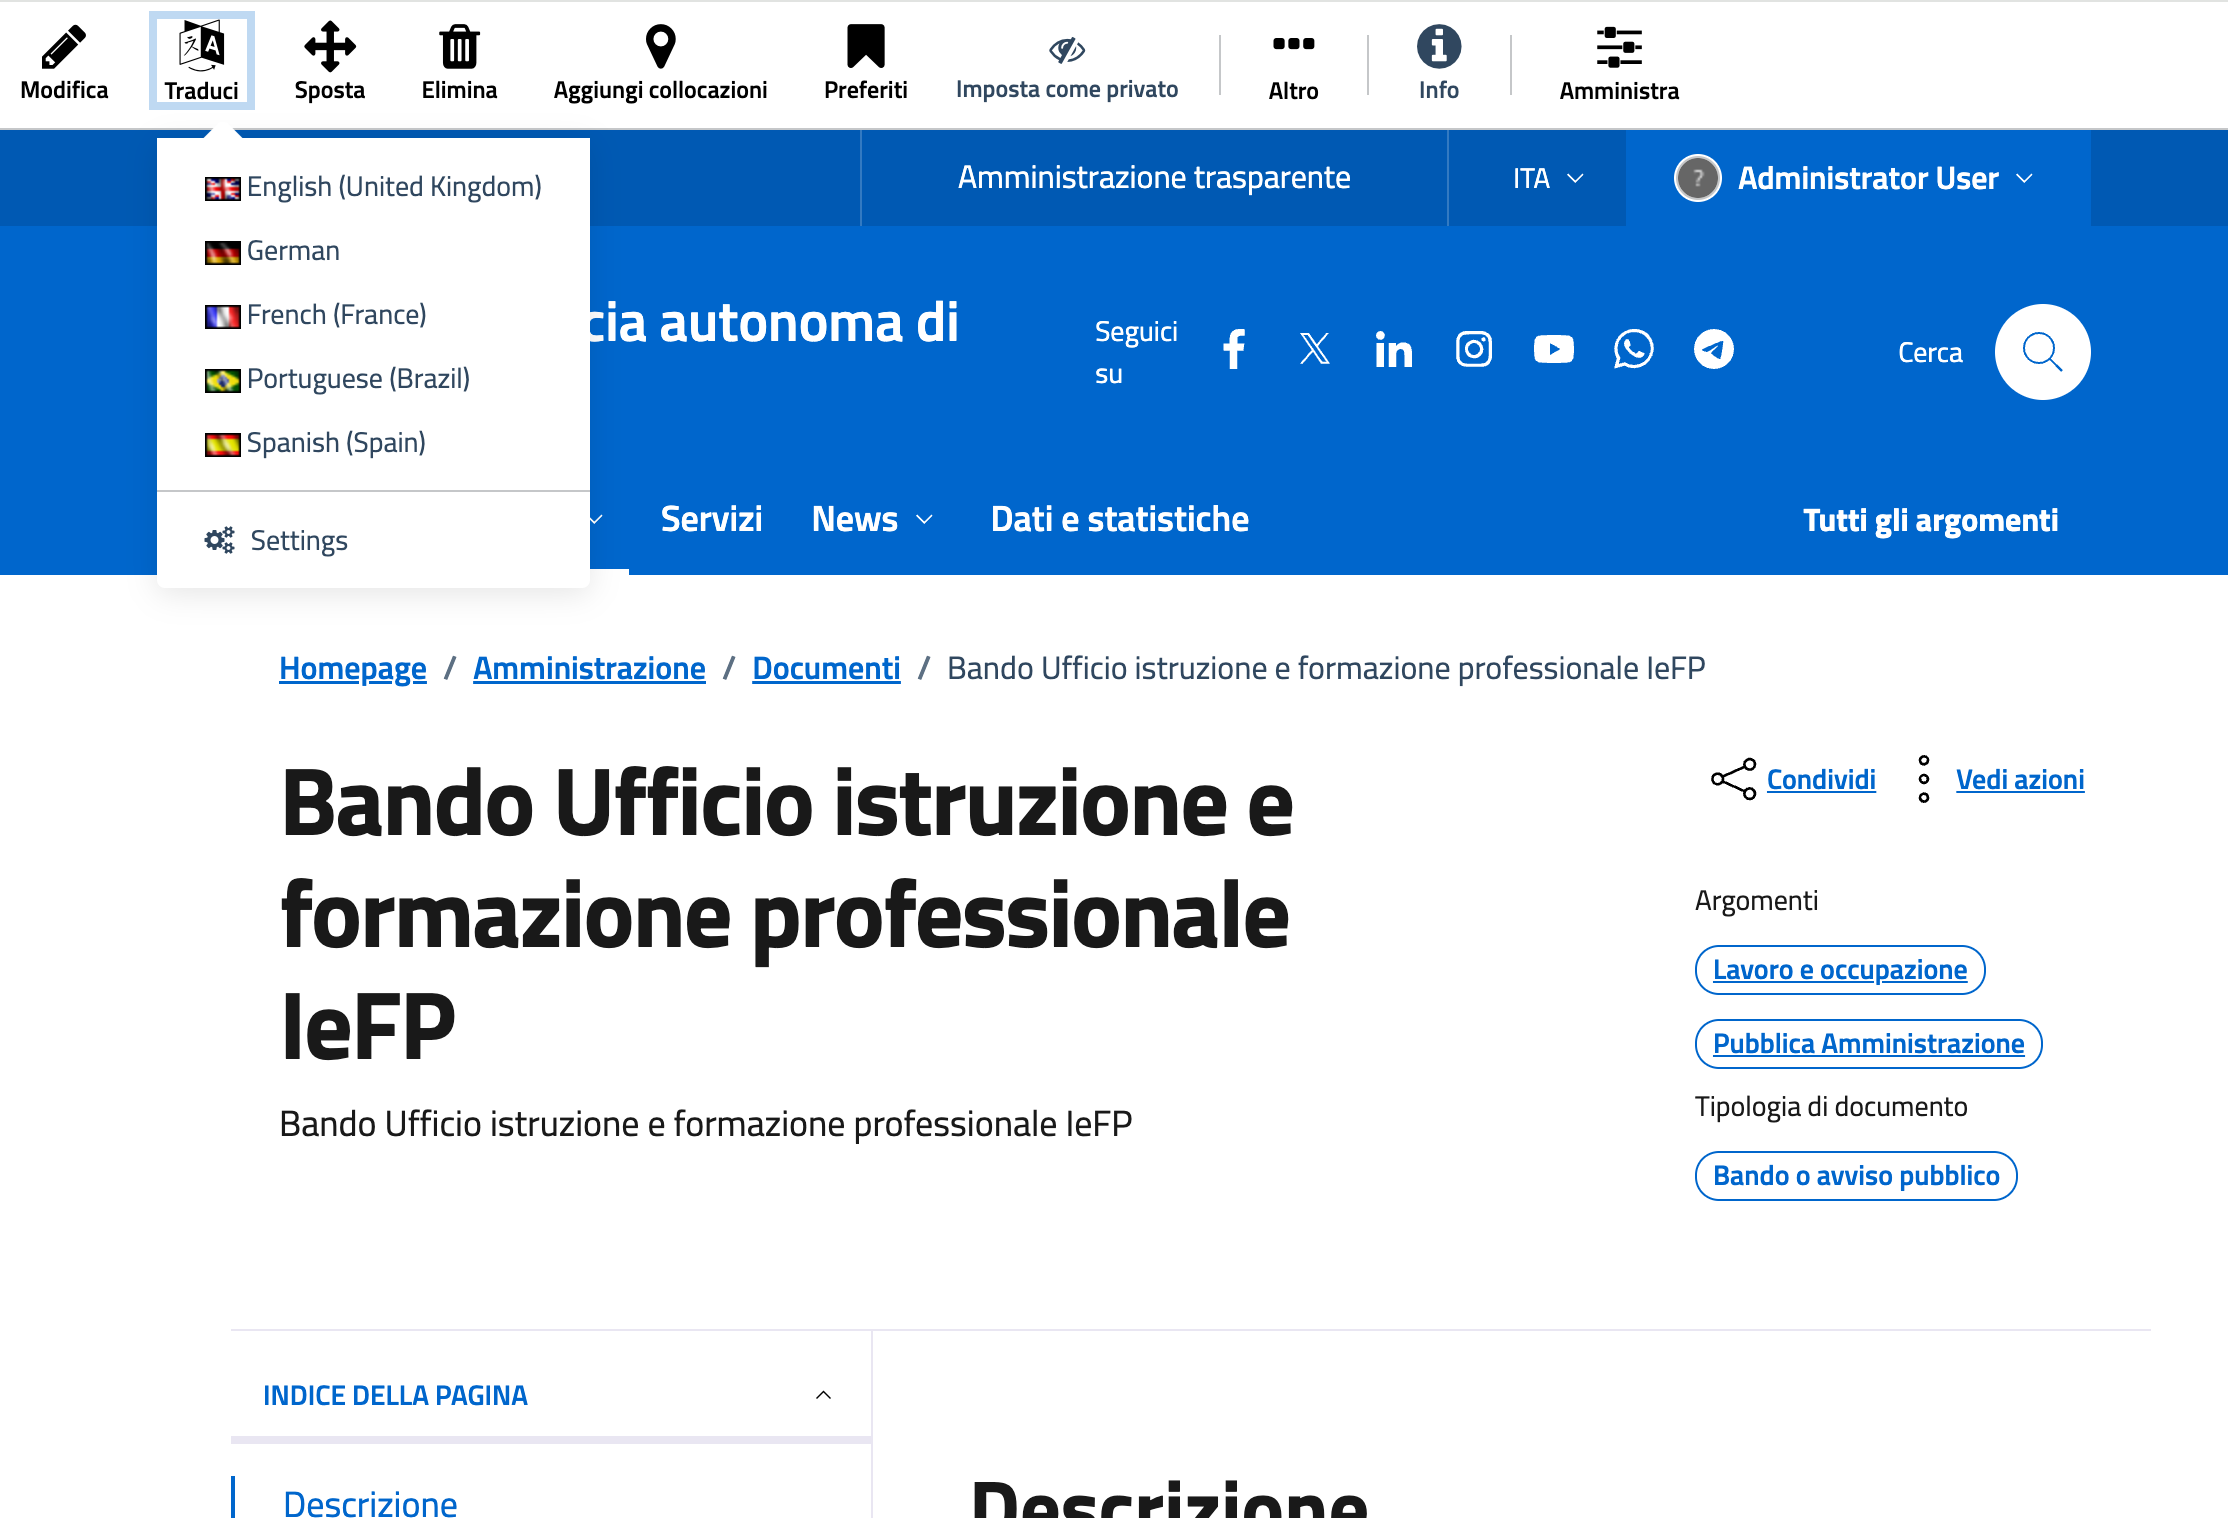 Modifica
Traduci
Sposta
Elimina
Aggiungi collocazioni
Preferiti
Imposta come privato
Altro
Info
Amministra
English (United Kingdom)
German
French (France)
Portuguese (Brazil)
Spanish (Spain)
Settings
Amministrazione trasparente
ITA
Administrator User
cia autonoma di
Seguici
su
Cerca
Servizi
News
Dati e statistiche
Tutti gli argomenti
Homepage / Amministrazione / Documenti / Bando Ufficio istruzione e formazione professionale IeFP
Bando Ufficio istruzione e
formazione professionale
IeFP
Bando Ufficio istruzione e formazione professionale IeFP
Condividi
Vedi azioni
Argomenti
Lavoro e occupazione
Pubblica Amministrazione
Tipologia di documento
Bando o avviso pubblico
INDICE DELLA PAGINA
Descrizione
Descrizione